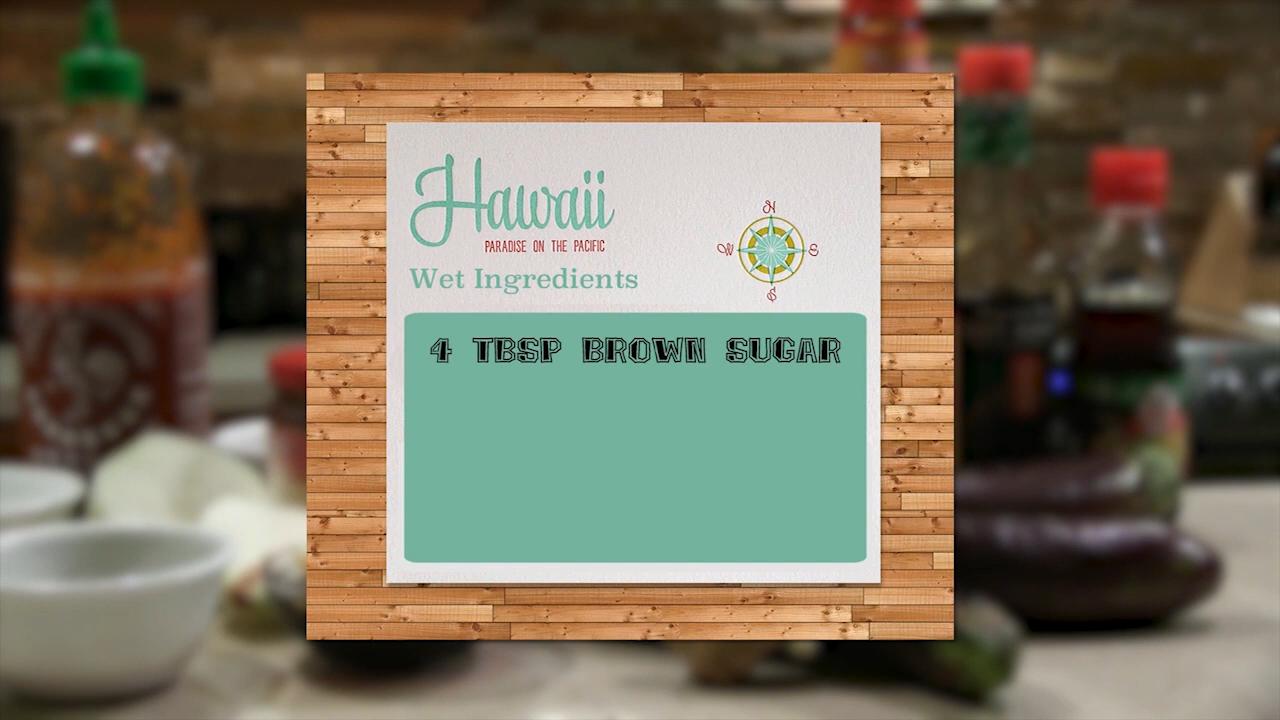 Hawaii
PARADISE ON THE PACIFIC
Wet Ingredients
N
W
S
S
4 TBSP BROWN SUGAR